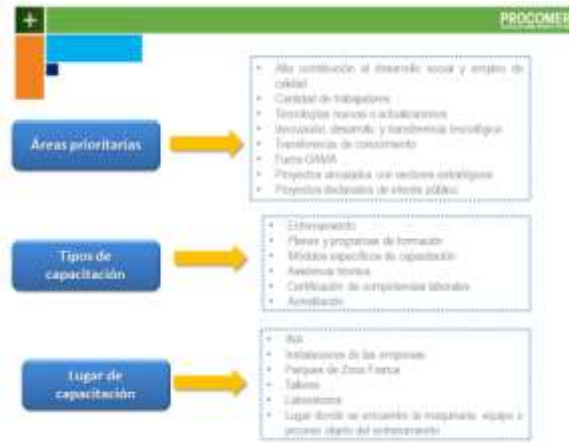 PROCOMER
Áreas prioritarias
Alta contribución al desarrollo social y empleo de
calidad
Cantidad de trabajadores
Tecnologías nuevas o actualizaciones
Innovación, desarrollo y transferencia tecnológica
Transferencias de conocimiento
Fuera GAMA
Proyectos vinculados con sectores estratégicos
Proyectos declarados de interés público
Tipos de
capacitación
Entrenamiento
Planes y programas de formación
Módulos específicos de capacitación
Asistencia técnica
Certificación de competencias laborales
Acreditación
Lugar de
capacitación
INA
Instalaciones de las empresas
Parques de Zona Franca
Talleres
Laboratorios
Lugar donde se encuentre la maquinaria, equipo o
proceso objeto del entrenamiento